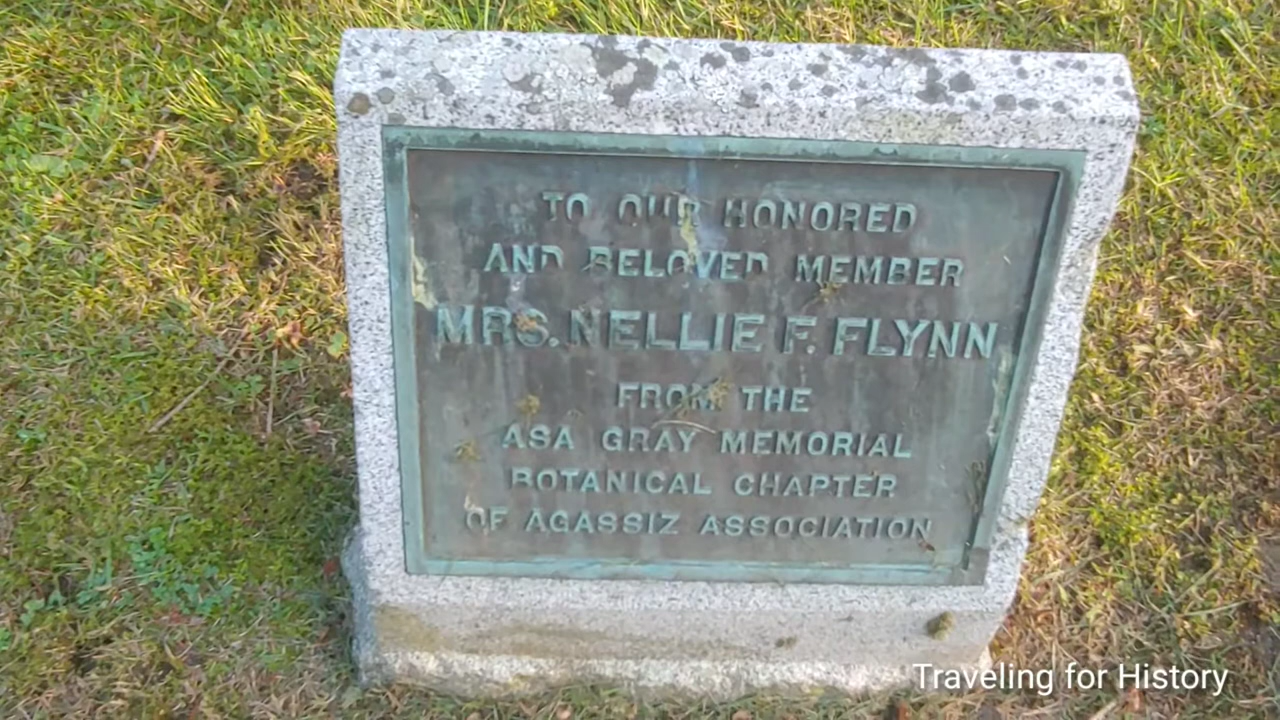 TO OUR HONORED
AND BELOVED MEMBER
MRS. NELLIE F. FLYNN
FROM THE
ASA GRAY MEMORIAL
BOTANICAL CHAPTER
OF AGASSIZ ASSOCIATION
Traveling for History